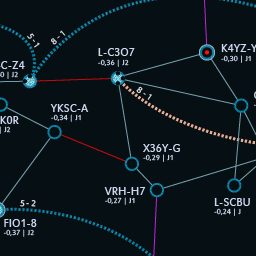 5-1
8-1
L-C3O7
-0,36 | J2
K4YZ-Y
-0,30 | J1
C-Z4
0 | J2
8-1
YKSC-A
-0,34 | J1
K0R
| J2
X36Y-G
-0,29 | J1
VRH-H7
-0,27 | J1
L-SCBU
-0,24 | J
5-2
FIO1-8
-0,37 | J2